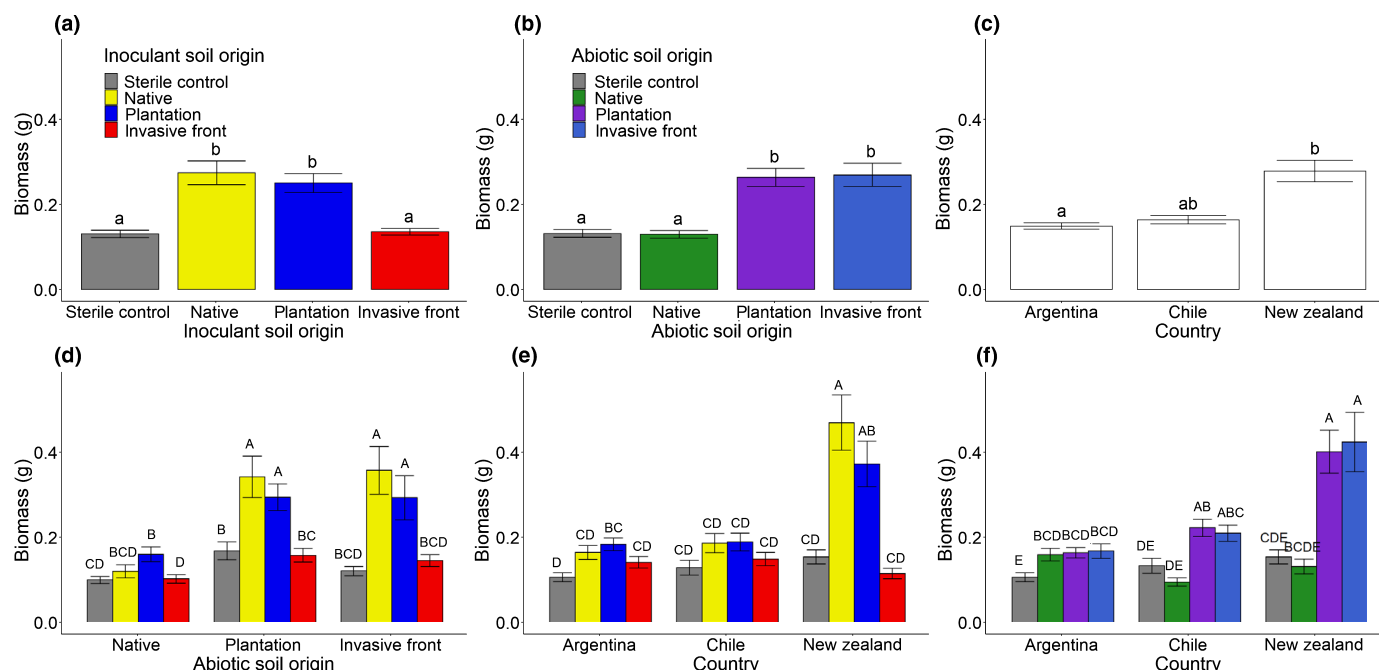 (a)
Inoculant soil origin
Sterile control
Native
Plantation
Invasive front
Biomass (g)
0.4
0.2
0.0
a
b
b
a
Sterile control
Native
Plantation
Invasive front
Inoculant soil origin
(b)
Abiotic soil origin
Sterile control
Native
Plantation
Invasive front
Biomass (g)
0.4
0.2
0.0
a
a
b
b
Sterile control
Native
Plantation
Invasive front
Abiotic soil origin
(c)
Biomass (g)
0.4
0.2
0.0
a
ab
b
Argentina
Chile
New zealand
Country
(d)
Biomass (g)
0.4
0.2
0.0
CD
BCD
B
D
B
A
A
BC
BCD
A
A
BCD
Native
Plantation
Invasive front
Abiotic soil origin
(e)
Biomass (g)
0.4
0.2
0.0
D
CD
BC
CD
CD
CD
CD
CD
CD
A
AB
CD
Argentina
Chile
New zealand
Country
(f)
Biomass (g)
0.4
0.2
0.0
E
BCD
BCD
BCD
DE
DE
AB
ABC
CDE
BCDE
A
A
Argentina
Chile
New zealand
Country